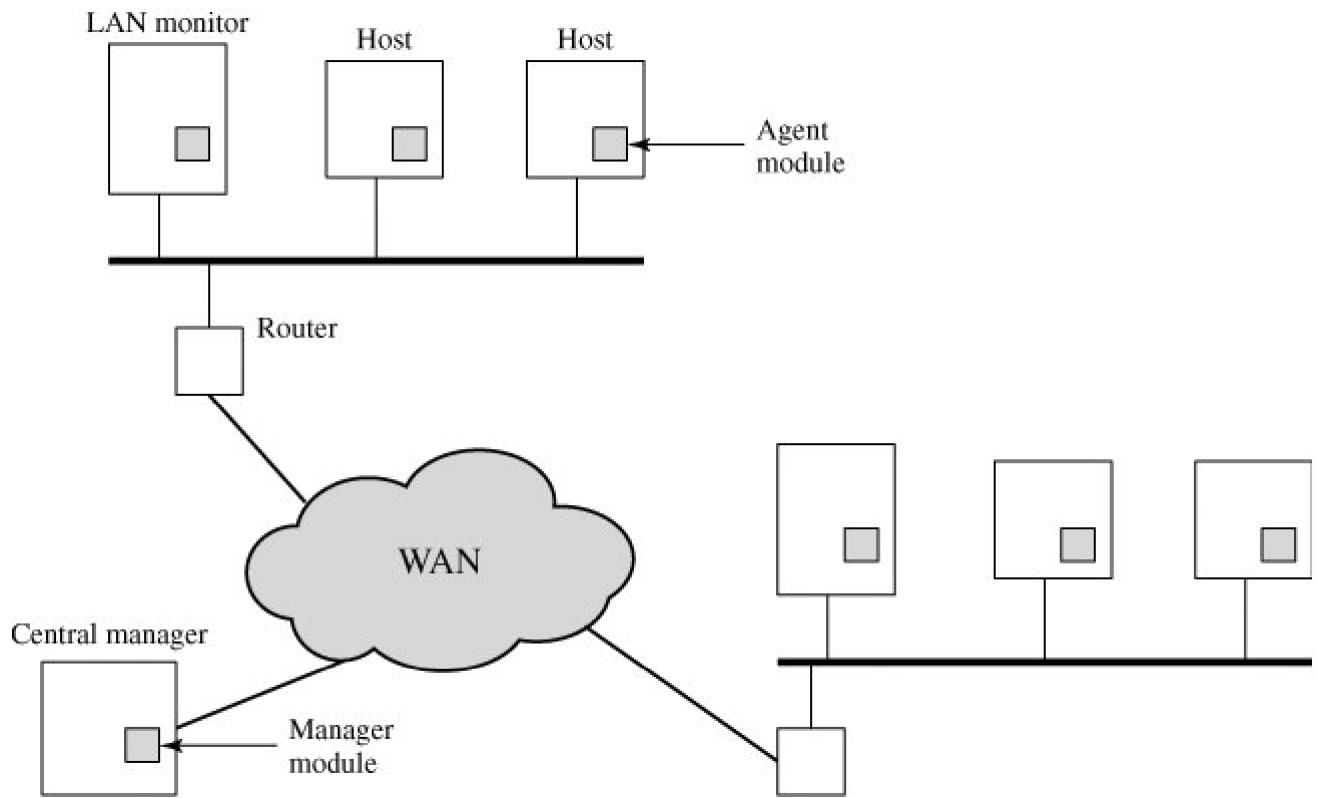 LAN monitor
Host
Host
Agent
module
Router
WAN
Central manager
Manager
module